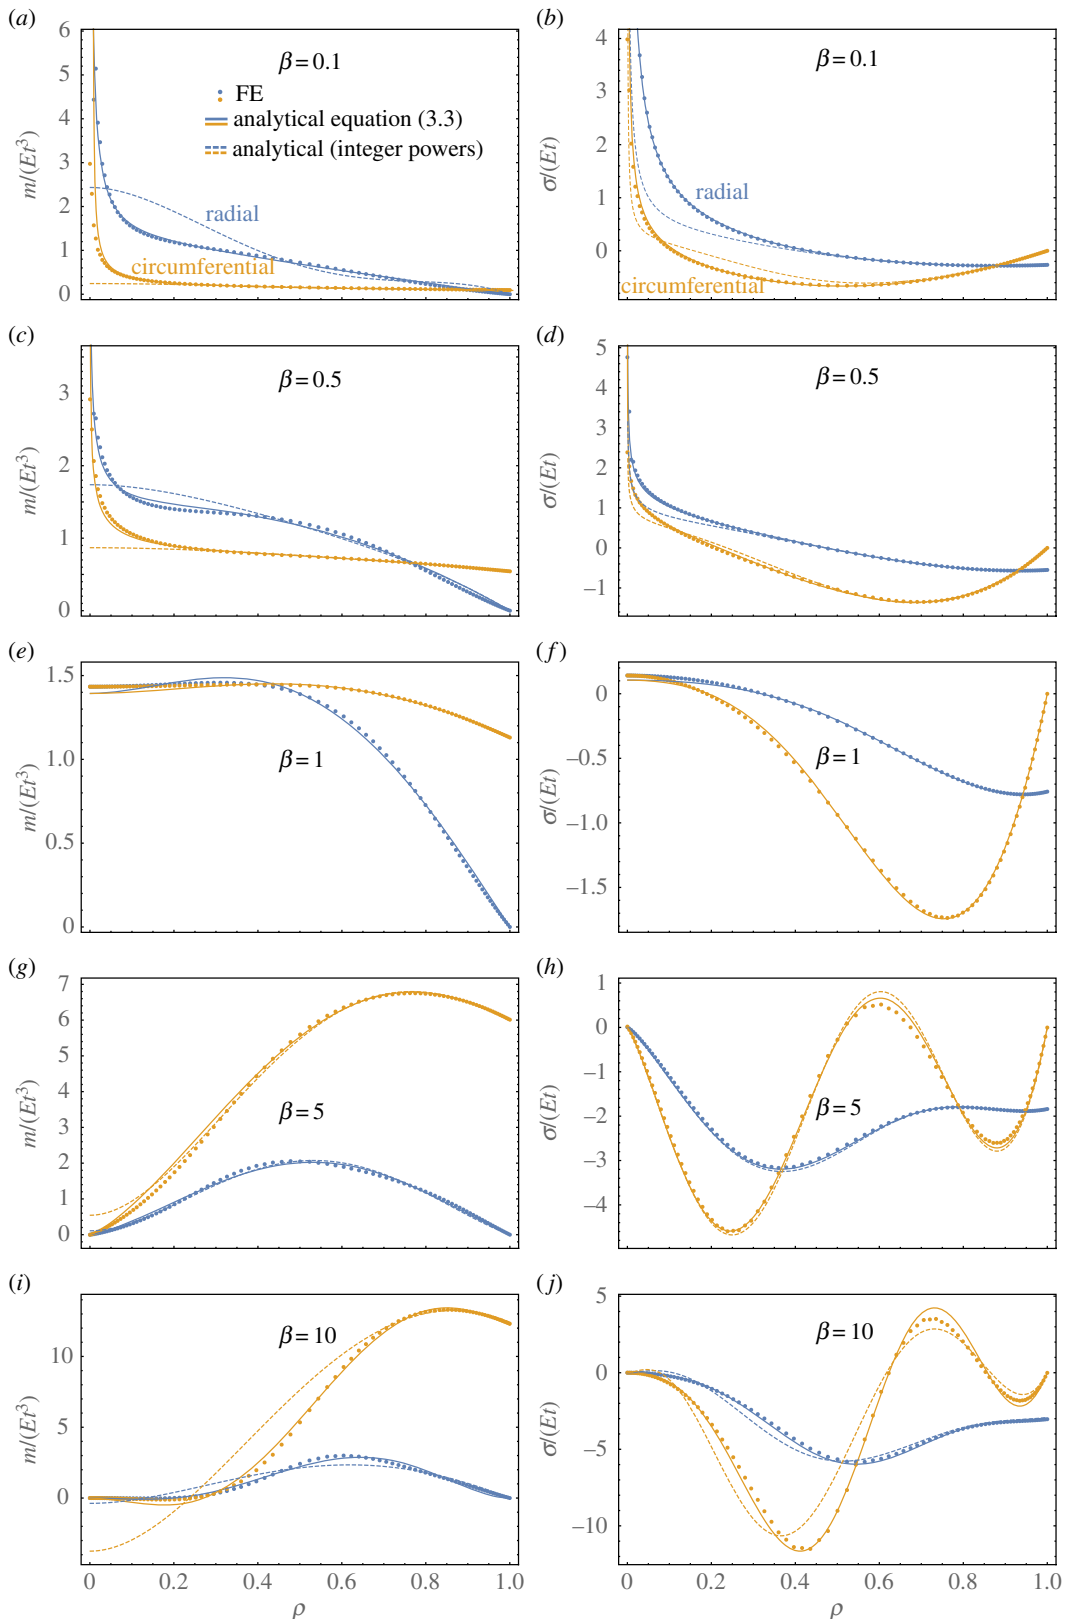 (a)
6
5
4
3
2
1
0
m/(Et³)
β = 0.1
FE
analytical equation (3.3)
analytical (integer powers)
radial
circumferential
(b)
4
3
2
1
0
σ/(Et)
β = 0.1
radial
circumferential
(c)
3
2
1
0
m/(Et³)
β = 0.5
(d)
5
4
3
2
1
0
–1
σ/(Et)
β = 0.5
(e)
1.5
1.0
0.5
0
m/(Et³)
β = 1
(f)
0
–0.5
–1.0
–1.5
σ/(Et)
β = 1
(g)
7
6
5
4
3
2
1
0
m/(Et³)
β = 5
(h)
1
0
–1
–2
–3
–4
σ/(Et)
β = 5
(i)
10
5
0
m/(Et³)
β = 10
0 0.2 0.4 0.6 0.8 1.0
ρ
(j)
5
0
–5
–10
σ/(Et)
β = 10
0 0.2 0.4 0.6 0.8 1.0
ρ